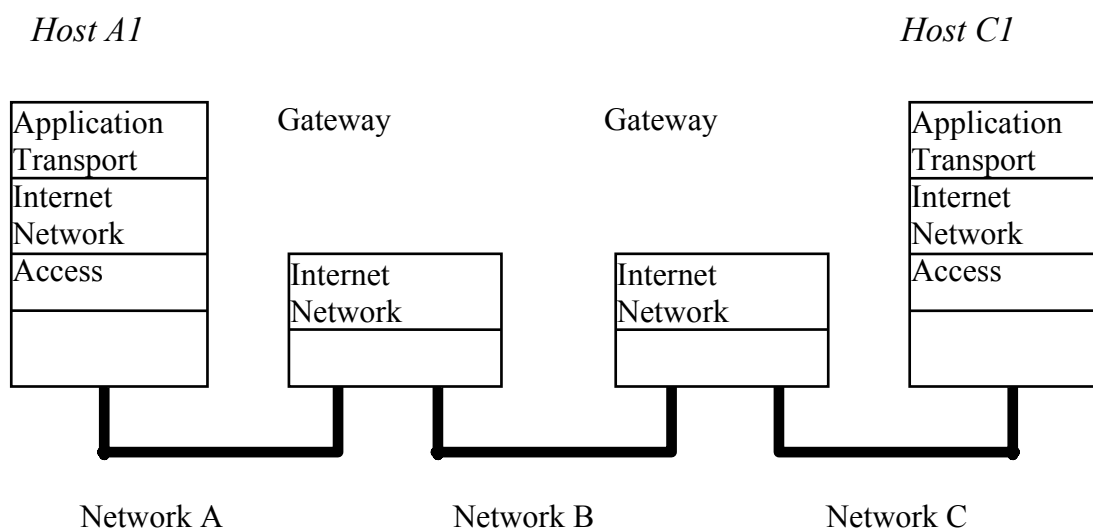 Host A1
Host C1
Application
Transport
Internet
Network
Access
Gateway
Internet
Network
Gateway
Internet
Network
Application
Transport
Internet
Network
Access
Network A
Network B
Network C